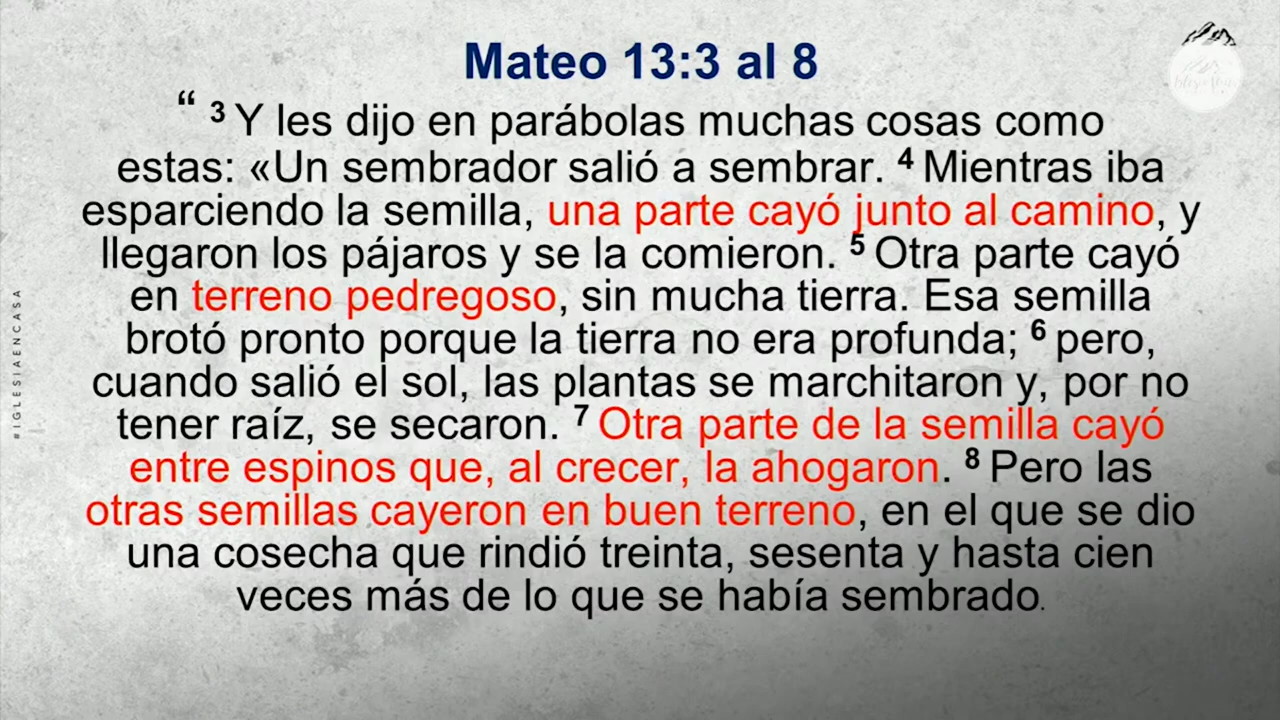 Mateo 13:3 al 8
“ 3 Y les dijo en parábolas muchas cosas como
estas: «Un sembrador salió a sembrar. 4 Mientras iba
esparciendo la semilla, una parte cayó junto al camino, y
llegaron los pájaros y se la comieron. 5 Otra parte cayó
en terreno pedregoso, sin mucha tierra. Esa semilla
brotó pronto porque la tierra no era profunda; 6 pero,
cuando salió el sol, las plantas se marchitaron y, por no
tener raíz, se secaron. 7 Otra parte de la semilla cayó
entre espinos que, al crecer, la ahogaron. 8 Pero las
otras semillas cayeron en buen terreno, en el que se dio
una cosecha que rindió treinta, sesenta y hasta cien
veces más de lo que se había sembrado.
#IGLESIAENCASA